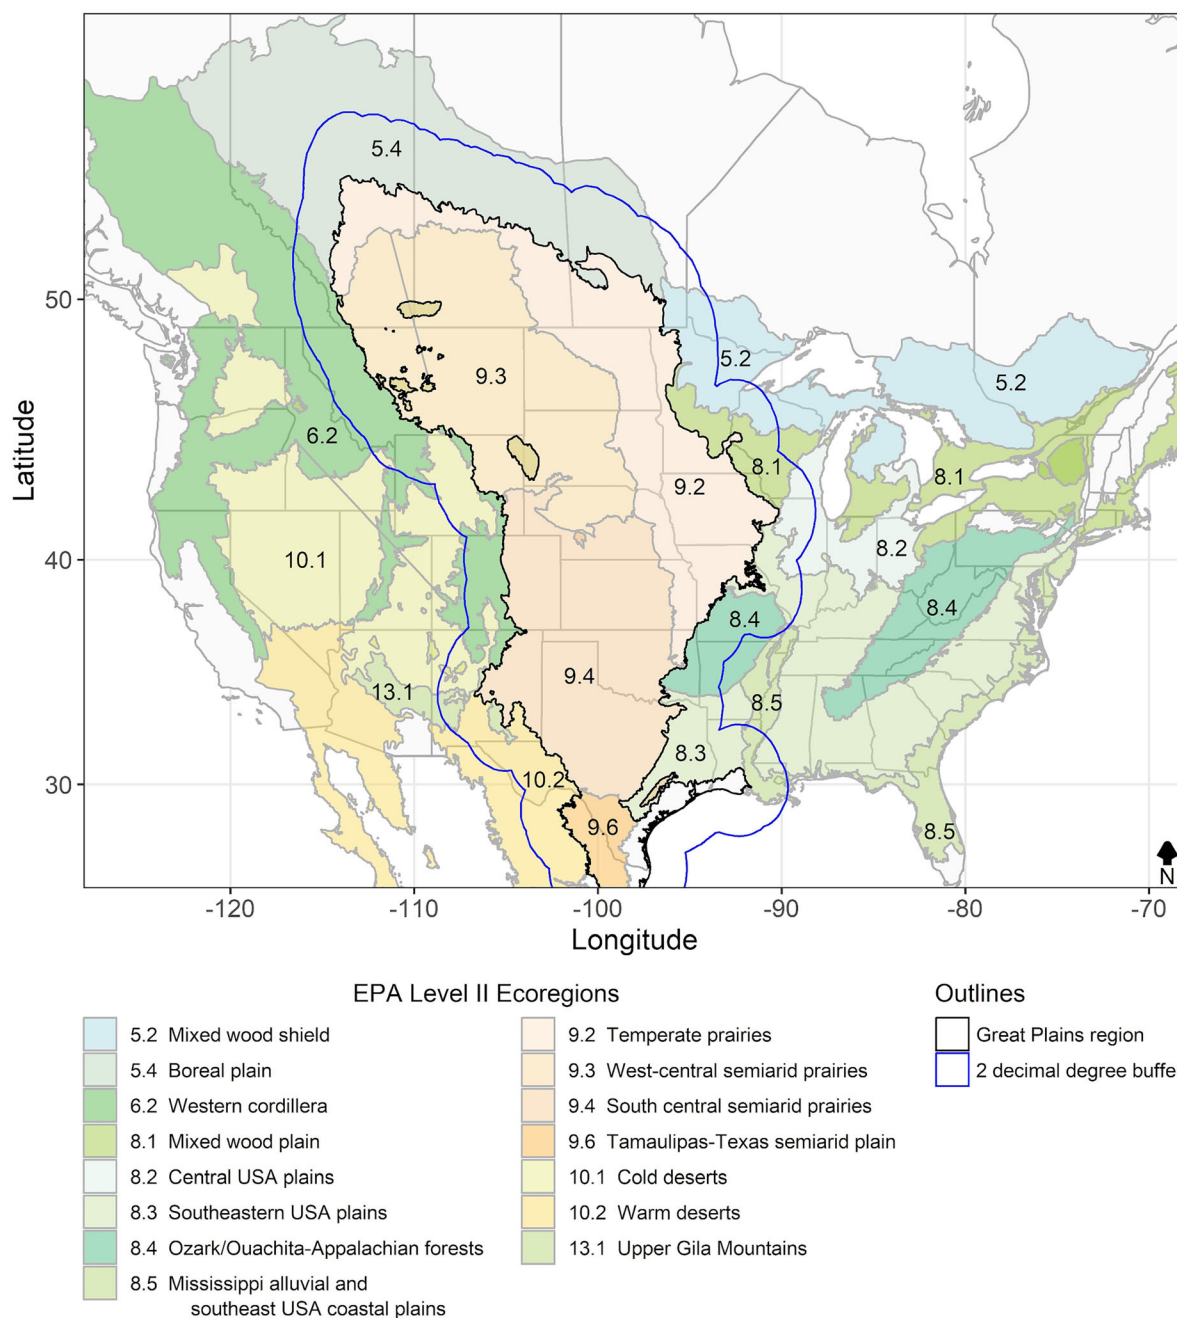 5.4
50
5.2
9.3
5.2
6.2
8.1
8.1
9.2
8.2
40
10.1
8.4
8.4
9.4
13.1
8.5
8.3
30
10.2
9.6
8.5
N
Latitude
-120
-110
-100
-90
-80
-70
Longitude
EPA Level II Ecoregions
5.2 Mixed wood shield
5.4 Boreal plain
6.2 Western cordillera
8.1 Mixed wood plain
8.2 Central USA plains
8.3 Southeastern USA plains
8.4 Ozark/Ouachita-Appalachian forests
8.5 Mississippi alluvial and
southeast USA coastal plains
9.2 Temperate prairies
9.3 West-central semiarid prairies
9.4 South central semiarid prairies
9.6 Tamaulipas-Texas semiarid plain
10.1 Cold deserts
10.2 Warm deserts
13.1 Upper Gila Mountains
Outlines
Great Plains region
2 decimal degree buffe